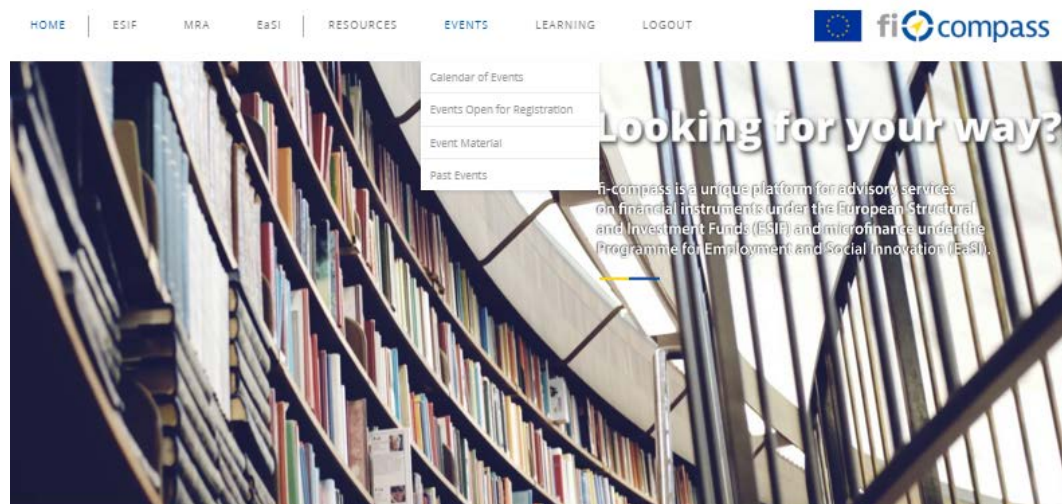 HOME ESIF MRA EaSI RESOURCES EVENTS LEARNING LOGOUT fi compass
Calendar of Events
Events Open for Registration
Event Material
Past Events
Looking for your way?
fi-compass is a unique platform for advisory services
on financial instruments under the European Structural
and Investment Funds (ESIF) and microfinance under the
Programme for Employment and Social Innovation (EaSI).